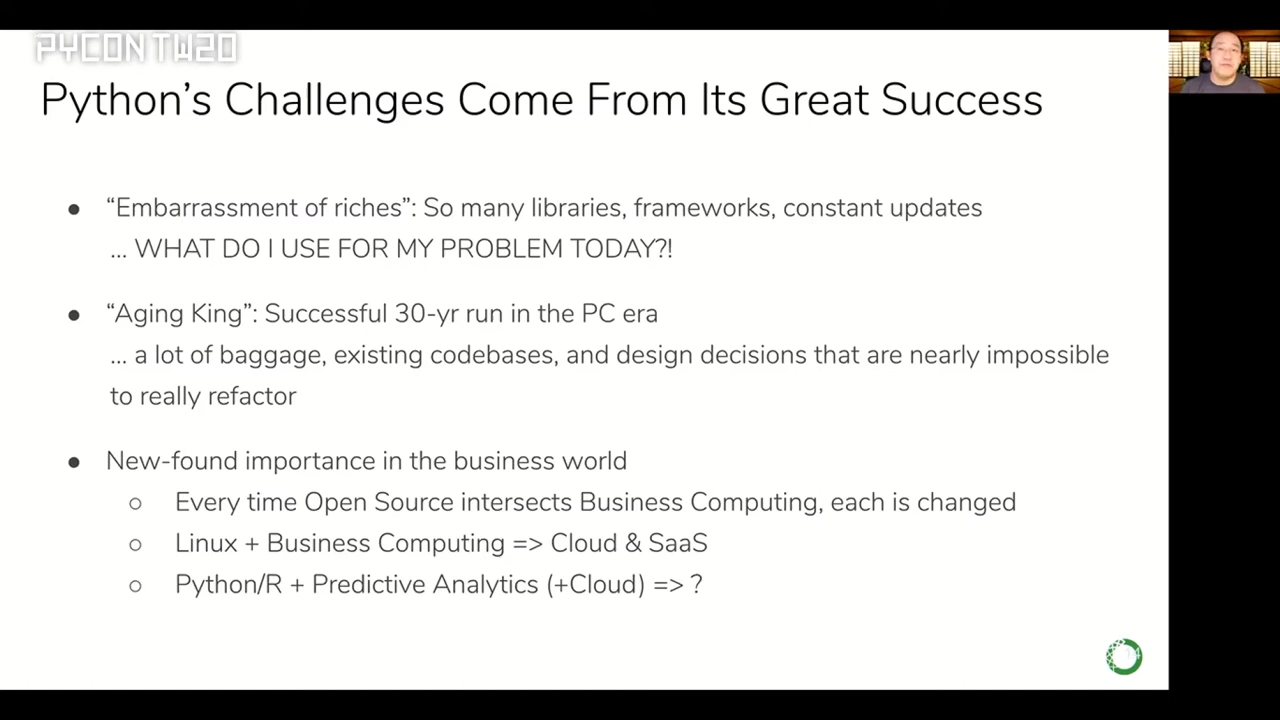 PYCON TW20
Python’s Challenges Come From Its Great Success
● “Embarrassment of riches”: So many libraries, frameworks, constant updates
... WHAT DO I USE FOR MY PROBLEM TODAY?!
● “Aging King”: Successful 30-yr run in the PC era
... a lot of baggage, existing codebases, and design decisions that are nearly impossible
to really refactor
● New-found importance in the business world
○ Every time Open Source intersects Business Computing, each is changed
○ Linux + Business Computing => Cloud & SaaS
○ Python/R + Predictive Analytics (+Cloud) => ?